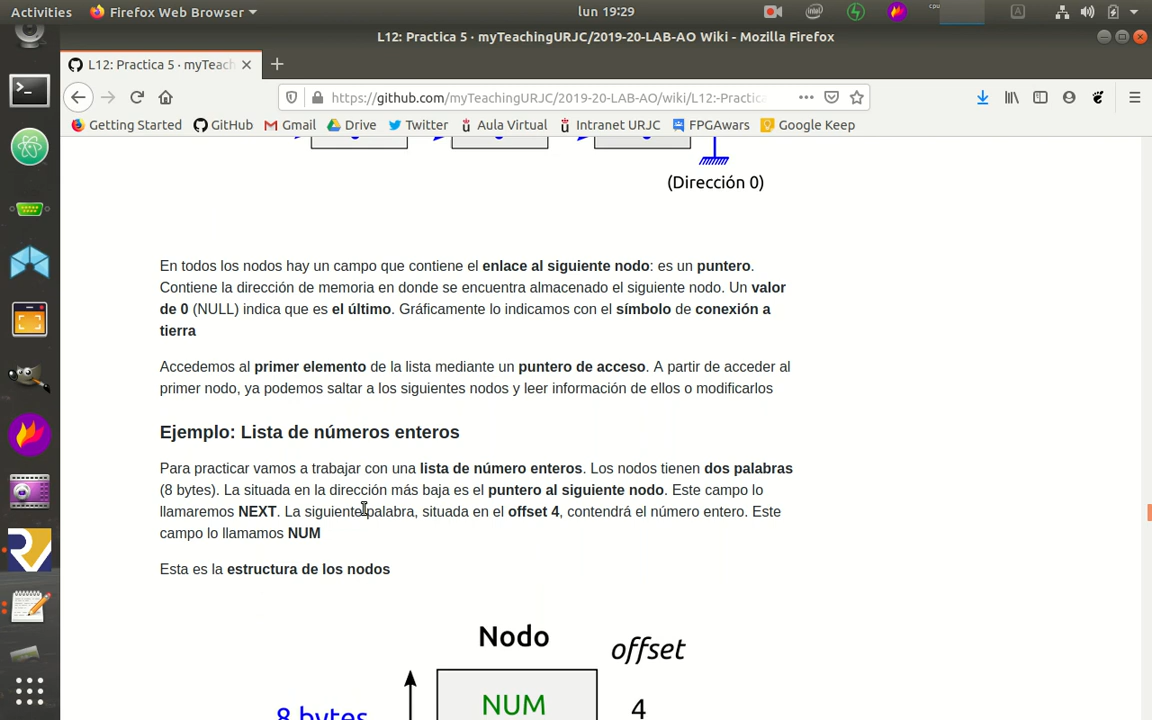 Activities Firefox Web Browser lun 19:29
L12: Practica 5 · myTeachingURJC/2019-20-LAB-AO Wiki - Mozilla Firefox
L12: Practica 5 · myTeach
https://github.com/myTeachingURJC/2019-20-LAB-AO/wiki/L12:-Practica
Getting Started GitHub Gmail Drive Twitter Aula Virtual Intranet URJC FPGAwars Google Keep
(Dirección 0)
En todos los nodos hay un campo que contiene el enlace al siguiente nodo: es un puntero.
Contiene la dirección de memoria en donde se encuentra almacenado el siguiente nodo. Un valor
de 0 (NULL) indica que es el último. Gráficamente lo indicamos con el símbolo de conexión a
tierra
Accedemos al primer elemento de la lista mediante un puntero de acceso. A partir de acceder al
primer nodo, ya podemos saltar a los siguientes nodos y leer información de ellos o modificarlos
Ejemplo: Lista de números enteros
Para practicar vamos a trabajar con una lista de número enteros. Los nodos tienen dos palabras
(8 bytes). La situada en la dirección más baja es el puntero al siguiente nodo. Este campo lo
llamaremos NEXT. La siguiente palabra, situada en el offset 4, contendrá el número entero. Este
campo lo llamamos NUM
Esta es la estructura de los nodos
Nodo offset
NUM 4
8 bytes